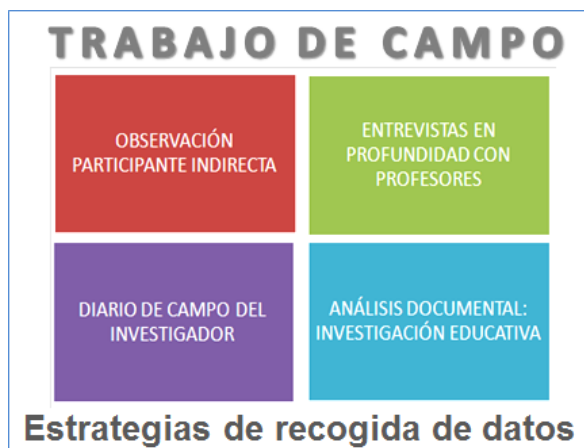 TRABAJO DE CAMPO
OBSERVACIÓN
PARTICIPANTE INDIRECTA
ENTREVISTAS EN
PROFUNDIDAD CON
PROFESORES
DIARIO DE CAMPO DEL
INVESTIGADOR
ANÁLISIS DOCUMENTAL:
INVESTIGACIÓN EDUCATIVA
Estrategias de recogida de datos